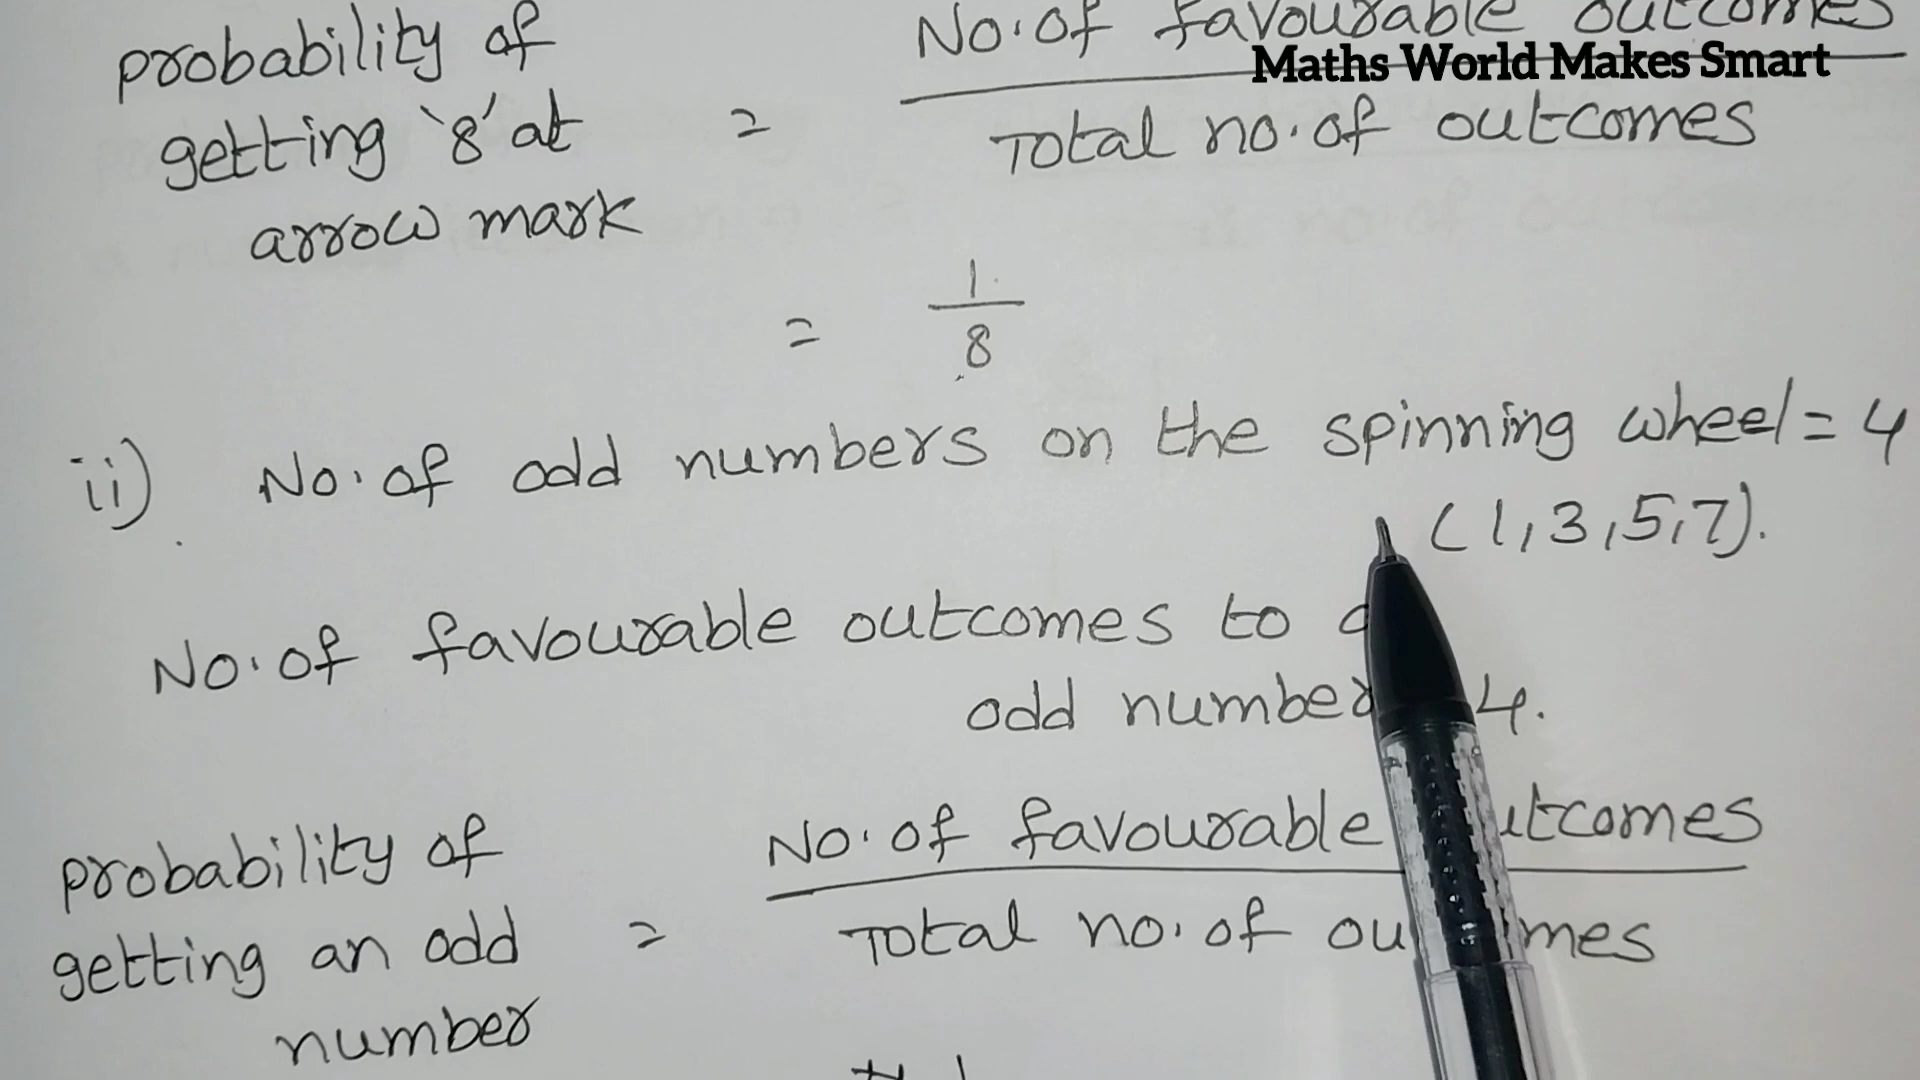 probability of
No. of favourable outcomes
Maths World Makes Smart
getting '8' at =
Total no. of outcomes
arrow mark
= 1
8
ii) No. of odd numbers on the spinning wheel = 4
(1,3,5,7).
No. of favourable outcomes to
odd number 4.
probability of
No. of favourable outcomes
getting an odd =
Total no. of mes
number